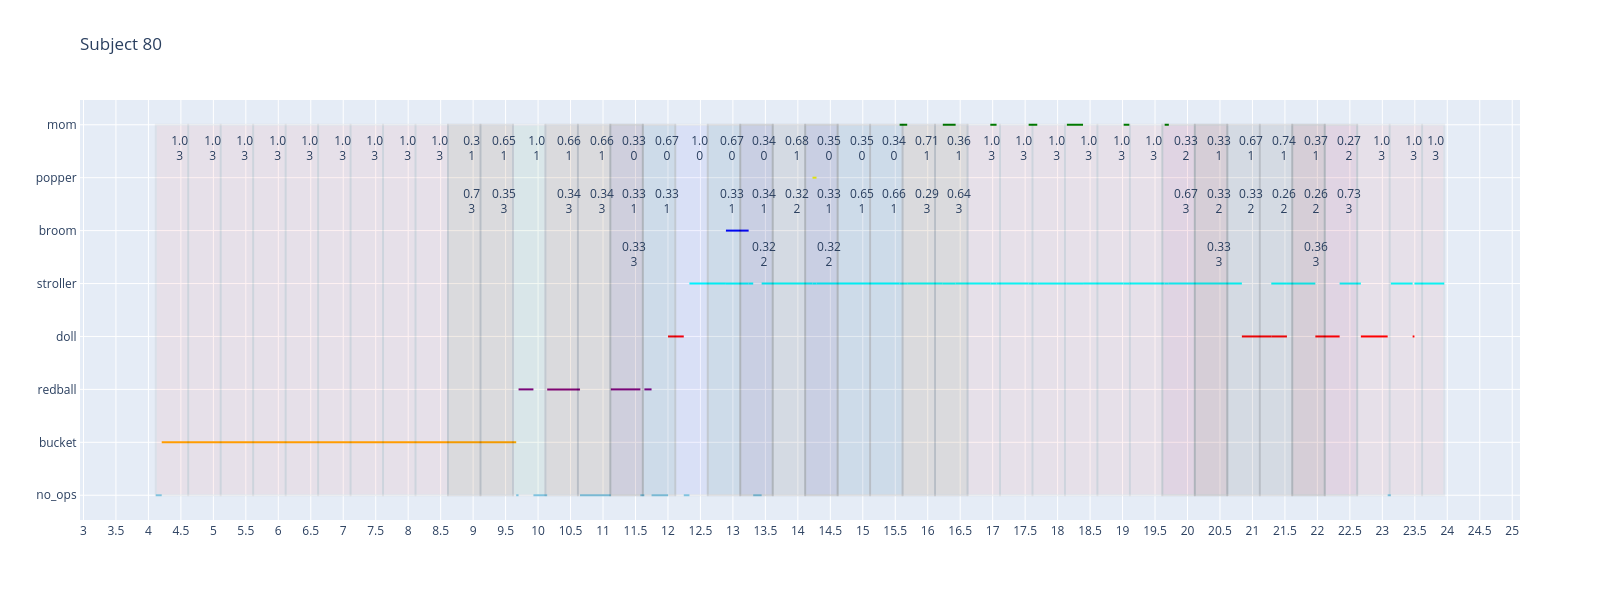 Subject 80
mom
1.0 1.0 1.0 1.0 1.0 1.0 1.0 1.0 1.0 0.3 0.65 1.0 0.66 0.66 0.33 0.67 1.0 0.67 0.34 0.68 0.35 0.35 0.34 0.71 0.36 1.0 1.0 1.0 1.0 1.0 1.0 0.33 0.33 0.67 0.74 0.37 0.27 1.0 1.0 1.0
3 3 3 3 3 3 3 3 3 1 1 1 1 1 0 0 0 0 0 1 0 0 0 1 1 3 3 3 3 3 3 2 1 1 1 1 2 3 3 3
popper
0.7 0.35 0.34 0.34 0.33 0.33 0.33 0.34 0.32 0.33 0.65 0.66 0.29 0.64 0.67 0.33 0.33 0.26 0.26 0.73
3 3 3 3 1 1 1 1 2 1 1 1 3 3 3 2 2 2 2 3
broom
0.33 0.32 0.32 0.33 0.36
3 2 2 3 3
stroller
doll
redball
bucket
no_ops
3 3.5 4 4.5 5 5.5 6 6.5 7 7.5 8 8.5 9 9.5 10 10.5 11 11.5 12 12.5 13 13.5 14 14.5 15 15.5 16 16.5 17 17.5 18 18.5 19 19.5 20 20.5 21 21.5 22 22.5 23 23.5 24 24.5 25